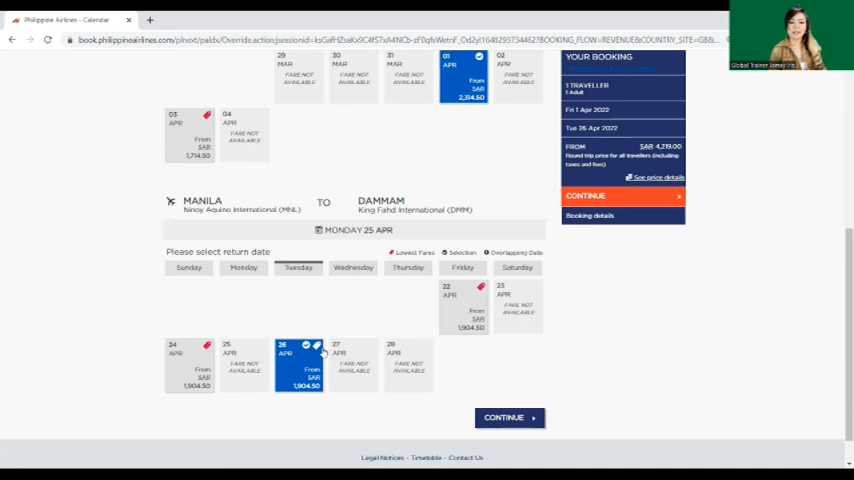 Philippine Airlines - Calendar
Global Trainer Jamey-Iris
29
MAR
FARE NOT
AVAILABLE
30
MAR
FARE NOT
AVAILABLE
31
MAR
FARE NOT
AVAILABLE
01
APR
From
SAR
2,314.50
02
APR
FARE NOT
AVAILABLE
03
APR
From
SAR
1,714.50
04
APR
FARE NOT
AVAILABLE
YOUR BOOKING
1 TRAVELLER
1 Adult
Fri 1 Apr 2022
Tue 26 Apr 2022
FROM SAR 4,219.00
Round trip price for all travellers (including
taxes and fees)
See price details
CONTINUE
Booking details
MANILA TO DAMMAM
Ninoy Aquino International (MNL) King Fahd International (DMM)
MONDAY 25 APR
Please select return date
Lowest Fares Selection Overlapping Date
Sunday Monday Tuesday Wednesday Thursday Friday Saturday
22
APR
From
SAR
1,904.50
23
APR
FARE NOT
AVAILABLE
24
APR
From
SAR
1,904.50
25
APR
FARE NOT
AVAILABLE
26
APR
From
SAR
1,904.50
27
APR
FARE NOT
AVAILABLE
28
APR
FARE NOT
AVAILABLE
CONTINUE
Legal Notices Timetable Contact Us